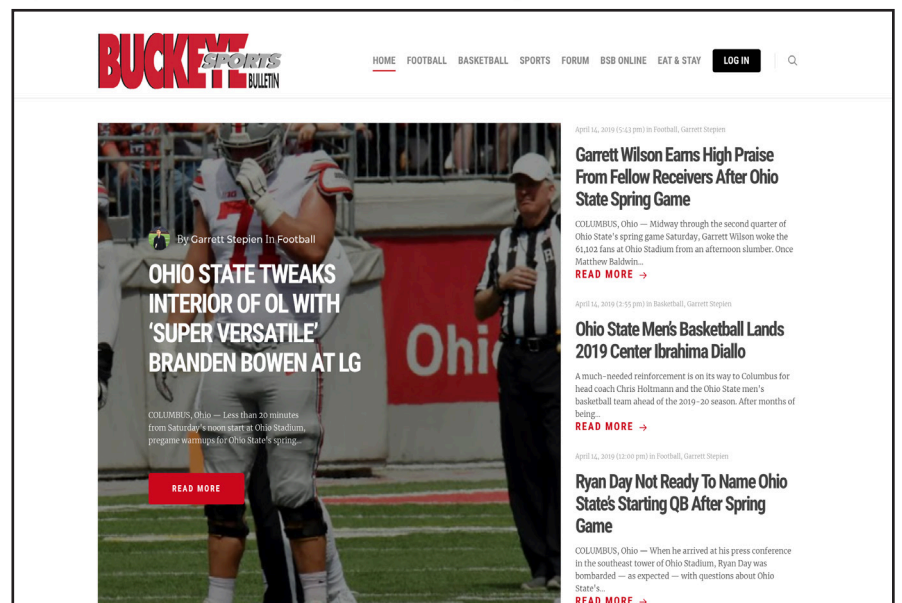 BUCKEYE
SPORTS
BULLETIN
HOME FOOTBALL BASKETBALL SPORTS FORUM BSB ONLINE EAT & STAY LOG IN
By Garrett Stepien In Football
OHIO STATE TWEAKS
INTERIOR OF OL WITH
‘SUPER VERSATILE’
BRANDEN BOWEN AT LG
COLUMBUS, Ohio — Less than 20 minutes
from Saturday’s noon start at Ohio Stadium,
pregame warmups for Ohio State’s spring...
READ MORE
Ohio
April 14, 2019 (5:43 pm) in Football, Garrett Stepien
Garrett Wilson Earns High Praise
From Fellow Receivers After Ohio
State Spring Game
COLUMBUS, Ohio — Midway through the second quarter of
Ohio State’s spring game Saturday, Garrett Wilson woke the
61,102 fans at Ohio Stadium from an afternoon slumber. Once
Matthew Baldwin...
READ MORE →
April 14, 2019 (2:55 pm) in Basketball, Garrett Stepien
Ohio State Men’s Basketball Lands
2019 Center Ibrahima Diallo
A much-needed reinforcement is on its way to Columbus for
head coach Chris Holtmann and the Ohio State men’s
basketball team ahead of the 2019-20 season. After months of
being...
READ MORE →
April 14, 2019 (12:00 pm) in Football, Garrett Stepien
Ryan Day Not Ready To Name Ohio
State’s Starting QB After Spring
Game
COLUMBUS, Ohio — When he arrived at his press conference
in the southeast tower of Ohio Stadium, Ryan Day was
bombarded — as expected — with questions about Ohio
State’s...
READ MORE →